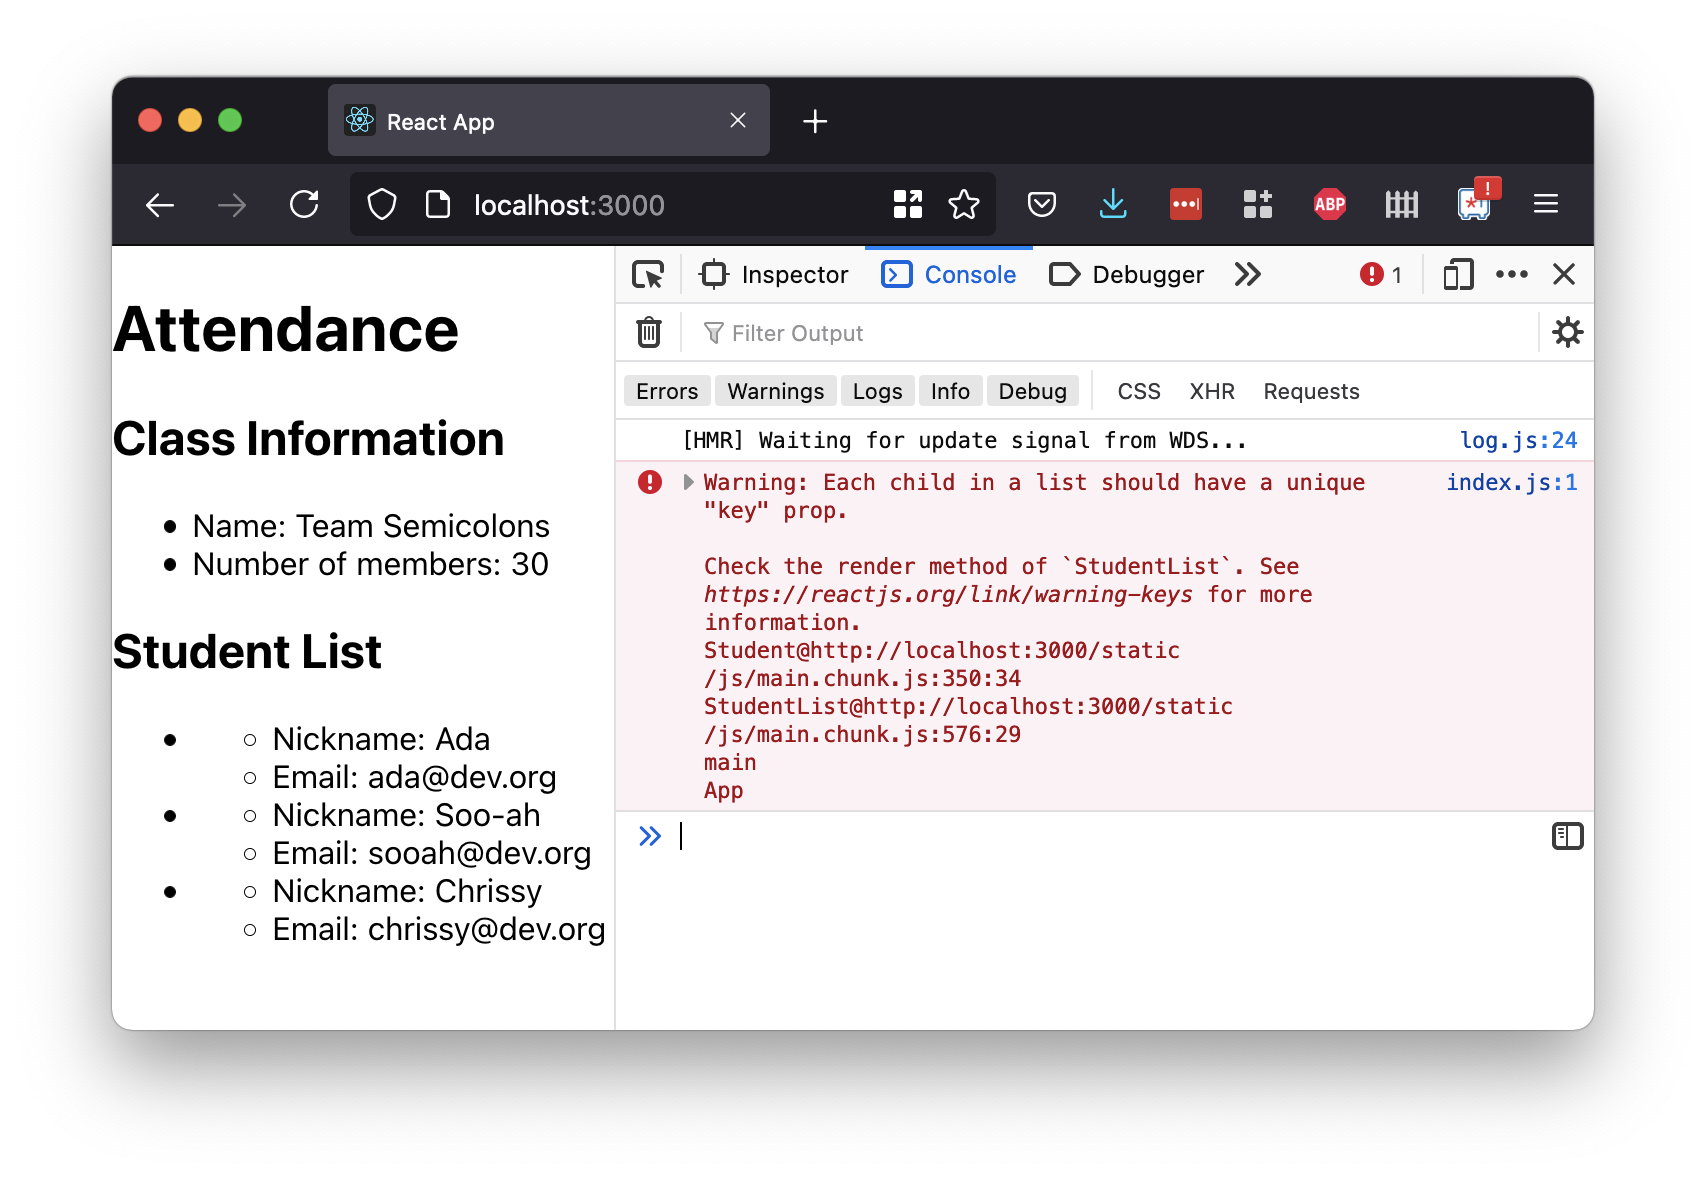 React App
localhost:3000
ABP
!
Attendance
Class Information
Name: Team Semicolons
Number of members: 30
Student List
Nickname: Ada
Email: ada@dev.org
Nickname: Soo-ah
Email: sooah@dev.org
Nickname: Chrissy
Email: chrissy@dev.org
Inspector
Console
Debugger
1
Filter Output
Errors Warnings Logs Info Debug CSS XHR Requests
[HMR] Waiting for update signal from WDS... log.js:24
Warning: Each child in a list should have a unique index.js:1
"key" prop.
Check the render method of `StudentList`. See
https://reactjs.org/link/warning-keys for more
information.
Student@http://localhost:3000/static
/js/main.chunk.js:350:34
StudentList@http://localhost:3000/static
/js/main.chunk.js:576:29
main
App